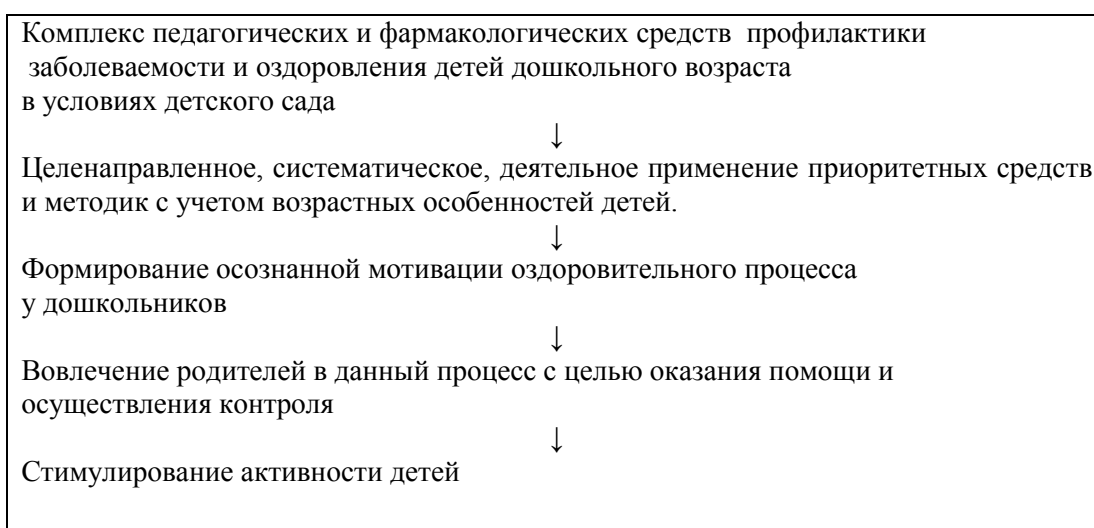 Комплекс педагогических и фармакологических средств профилактики
заболеваемости и оздоровления детей дошкольного возраста
в условиях детского сада
↓
Целенаправленное, систематическое, деятельное применение приоритетных средств
и методик с учетом возрастных особенностей детей.
↓
Формирование осознанной мотивации оздоровительного процесса
у дошкольников
↓
Вовлечение родителей в данный процесс с целью оказания помощи и
осуществления контроля
↓
Стимулирование активности детей